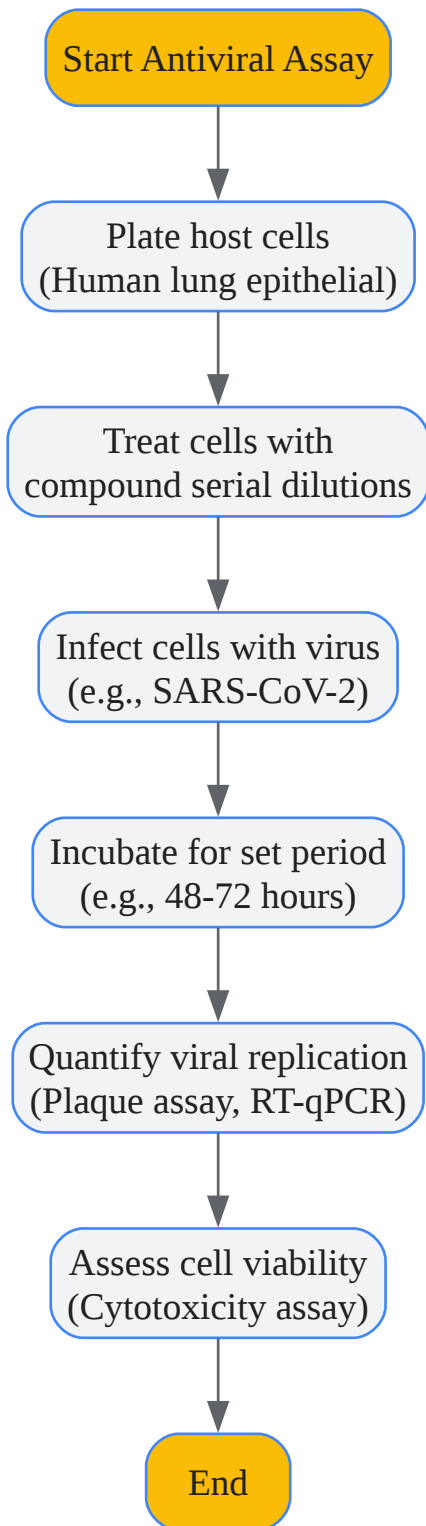 Start Antiviral Assay
Plate host cells
(Human lung epithelial)
Treat cells with
compound serial dilutions
Infect cells with virus
(e.g., SARS-CoV-2)
Incubate for set period
(e.g., 48-72 hours)
Quantify viral replication
(Plaque assay, RT-qPCR)
Assess cell viability
(Cytotoxicity assay)
End